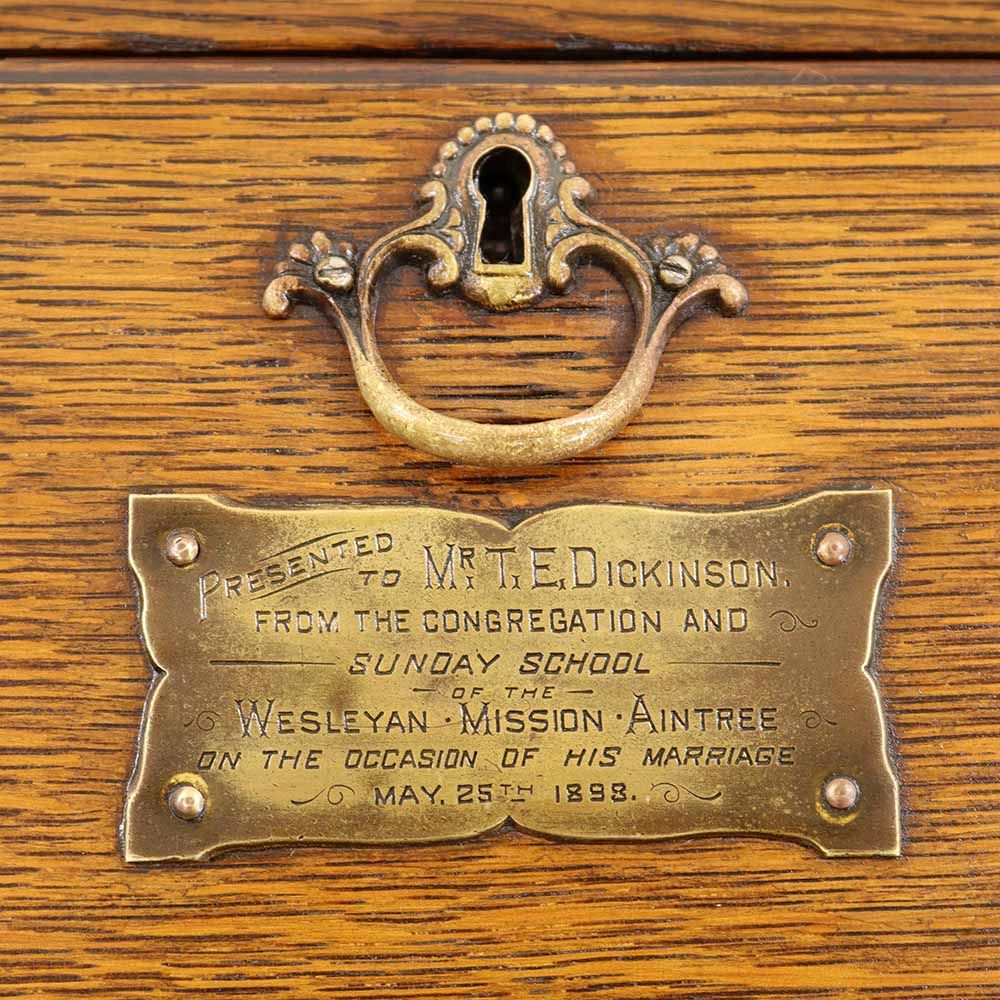 PRESENTED TO MR. T. E. DICKINSON.
FROM THE CONGREGATION AND
SUNDAY SCHOOL
— OF THE —
WESLEYAN · MISSION · AINTREE
ON THE OCCASION OF HIS MARRIAGE
MAY. 25TH 1898.